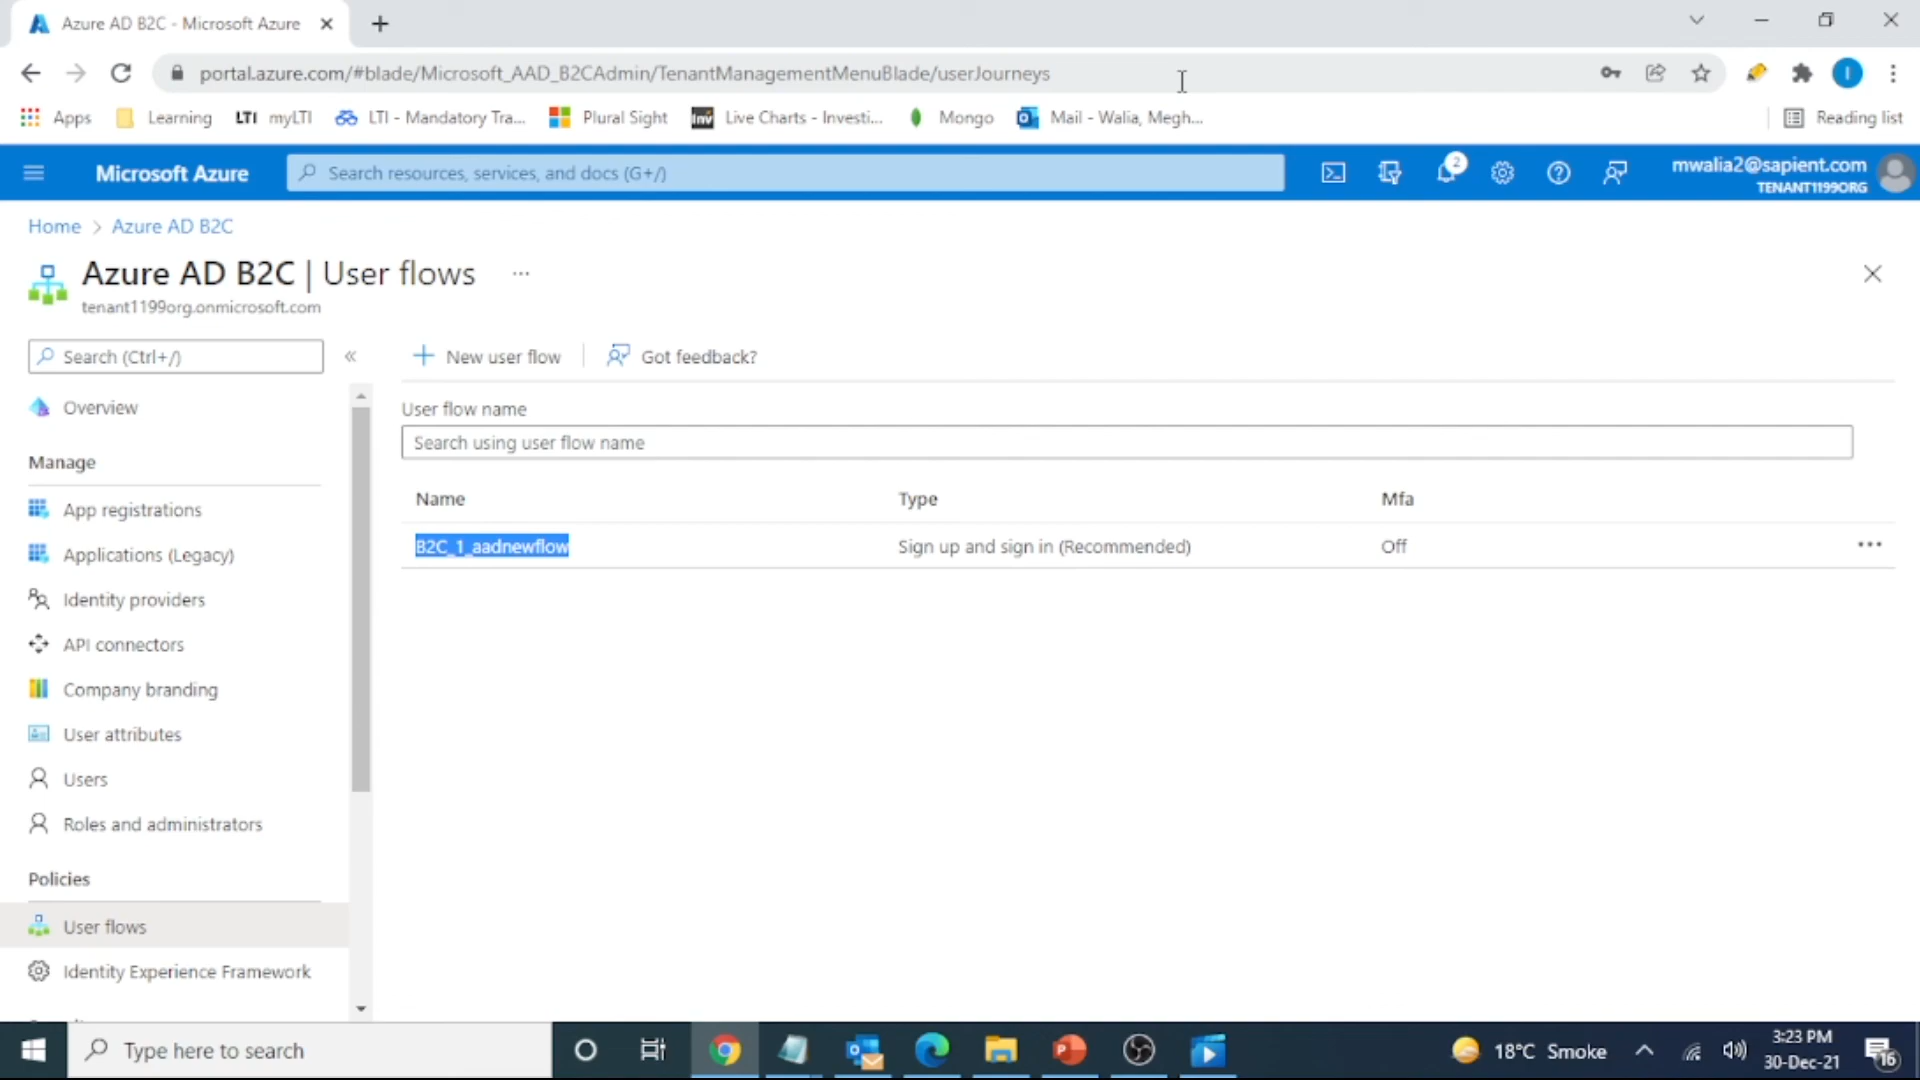 Azure AD B2C - Microsoft Azure
portal.azure.com/#blade/Microsoft_AAD_B2CAdmin/TenantManagementMenuBlade/userJourneys
Apps
Learning
LTI myLTI
LTI - Mandatory Tra...
Plural Sight
Inv Live Charts - Investi...
Mongo
Mail - Walia, Megh...
Reading list
Microsoft Azure
Search resources, services, and docs (G+/)
2
mwalia2@sapient.com
TENANT1199ORG
Home > Azure AD B2C
Azure AD B2C | User flows ...
tenant1199org.onmicrosoft.com
Search (Ctrl+/)
New user flow
Got feedback?
Overview
Manage
App registrations
Applications (Legacy)
Identity providers
API connectors
Company branding
User attributes
Users
Roles and administrators
Policies
User flows
Identity Experience Framework
User flow name
Search using user flow name
Name Type Mfa
B2C_1_aadnewflow Sign up and sign in (Recommended) Off
Type here to search
18°C Smoke
3:23 PM
30-Dec-21
16